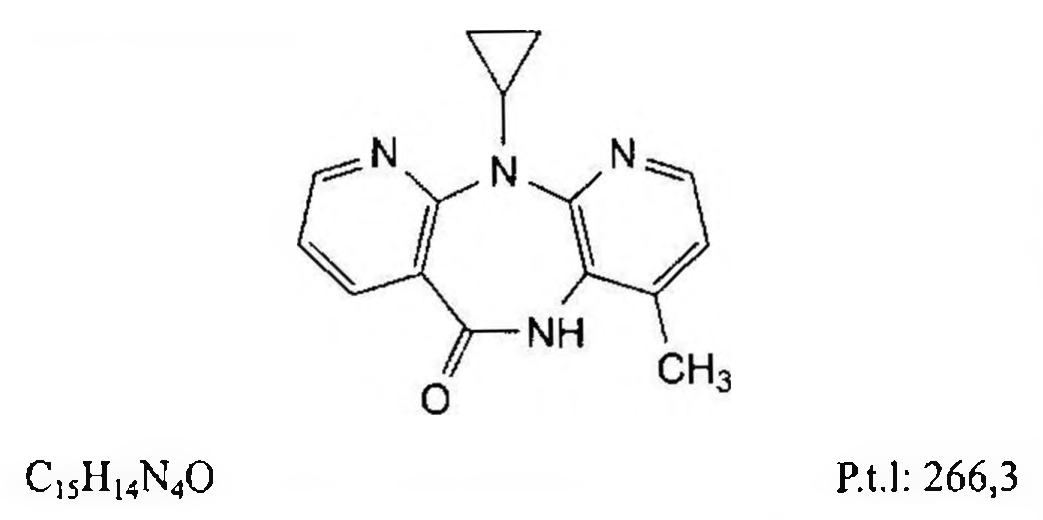 N
N
N
NH
O
CH₃
C₁₅H₁₄N₄O
P.t.l: 266,3